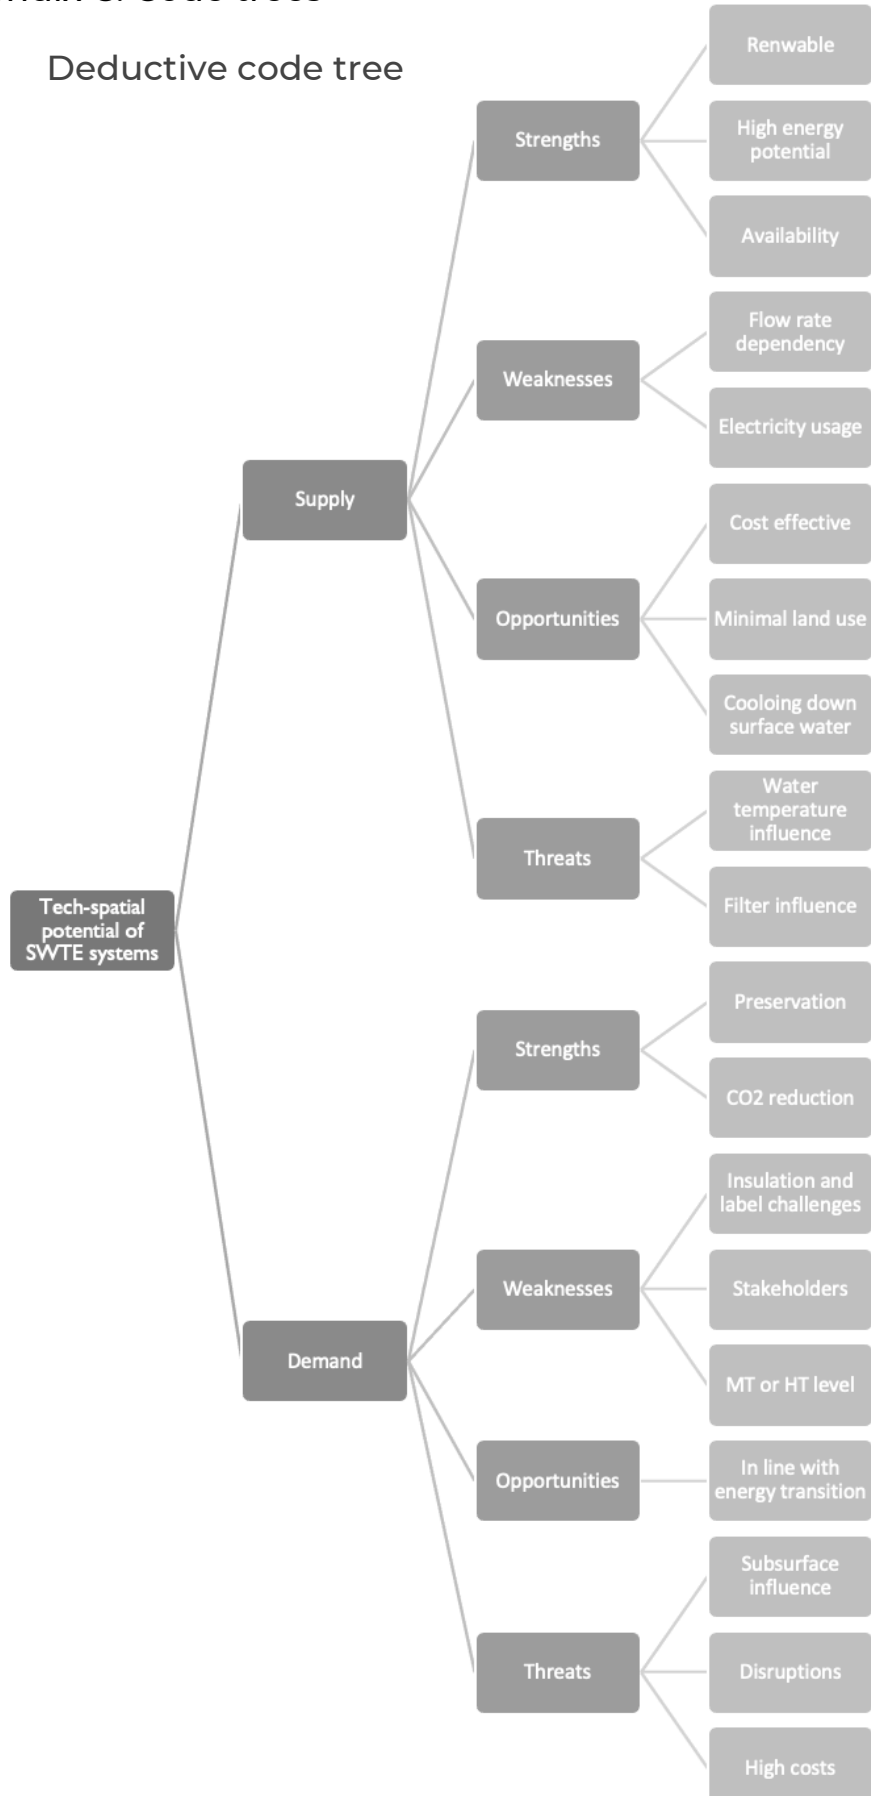 Code trees
Deductive code tree
Renwable
Strengths
High energy
potential
Availability
Flow rate
dependency
Weaknesses
Electricity usage
Supply
Cost effective
Opportunities
Minimal land use
Cooloing down
surface water
Water
temperature
influence
Threats
Filter influence
Tech-spatial
potential of
SWTE systems
Preservation
Strengths
CO2 reduction
Insulation and
label challenges
Weaknesses
Stakeholders
MT or HT level
Demand
Opportunities
In line with
energy transition
Subsurface
influence
Threats
Disruptions
High costs